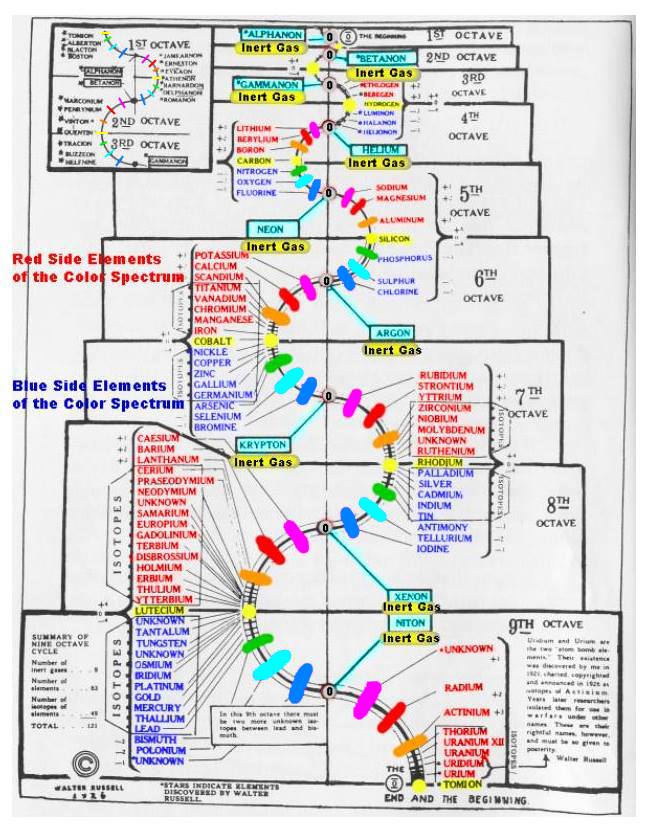 TOMION
ALBERTON
BLACTON
BOSTON
1ST OCTAVE
JAMEARNON
ERNESTON
EYKAON
ATHENON
BARNARDON
DELPHANON
ROMANON
ALPHANON
BETANON
MARCONIUM
PENRYNIUM
VINTON *
QUENTIN
TRACION
BUZZEON
HELFNINE
2ND OCTAVE
3RD OCTAVE
GAMMANON
*ALPHANON
Inert Gas
0 THE BEGINNING
1ST OCTAVE
*BETANON
Inert Gas
2ND OCTAVE
*GAMMANON
Inert Gas
*ETHLOGEN
*BEBEGEN
HYDROGEN
*LUMINON
*HALANON
*HELIONON
3RD
OCTAVE
4TH
OCTAVE
HELIUM
Inert Gas
LITHIUM
BERYLIUM
BORON
CARBON
NITROGEN
OXYGEN
FLUORINE
NEON
Inert Gas
SODIUM
MAGNESIUM
ALUMINUM
SILICON
PHOSPHORUS
SULPHUR
CHLORINE
5TH
OCTAVE
Red Side Elements
of the Color Spectrum
POTASSIUM
CALCIUM
SCANDIUM
TITANIUM
VANADIUM
CHROMIUM
MANGANESE
IRON
COBALT
NICKLE
COPPER
ZINC
GALLIUM
GERMANIUM
ARSENIC
SELENIUM
BROMINE
ISOTOPES
ISOTOPES
6TH
OCTAVE
ARGON
Inert Gas
Blue Side Elements
of the Color Spectrum
KRYPTON
Inert Gas
RUBIDIUM
STRONTIUM
YTTRIUM
ZIRCONIUM
NIOBIUM
MOLYBDENUM
UNKNOWN
RUTHENIUM
RHODIUM
PALLADIUM
SILVER
CADMIUM
INDIUM
TIN
ANTIMONY
TELLURIUM
IODINE
ISOTOPES
ISOTOPES
7TH
OCTAVE
CAESIUM
BARIUM
LANTHANUM
CERIUM
PRASEODYMIUM
NEODYMIUM
UNKNOWN
SAMARIUM
EUROPIUM
GADOLINIUM
TERBIUM
DISBROSSIUM
HOLMIUM
ERBIUM
THULIUM
YTTERBIUM
LUTECIUM
UNKNOWN
TANTALUM
TUNGSTEN
UNKNOWN
OSMIUM
IRIDIUM
PLATINUM
GOLD
MERCURY
THALLIUM
LEAD
BISMUTH
POLONIUM
*UNKNOWN
ISOTOPES
ISOTOPES
8TH
OCTAVE
XENON
Inert Gas
NITON
Inert Gas
9TH OCTAVE
*UNKNOWN
RADIUM
ACTINIUM
THORIUM
URANIUM XII
URANIUM
*URIDIUM
*URIUM
TOMION
ISOTOPES
Uridium and Urium are
the two "atom bomb ele-
ments." Their existence
was discovered by me in
1921, charted, copyrighted
and announced in 1926 as
isotopes of Actinium.
Years later researchers
isolated them for use in
warfare under other
names. These are their
rightful names, however,
and must be so given to
posterity.
Walter Russell
SUMMARY OF
NINE OCTAVE
CYCLE
Number of
inert gases . . 9
Number of
elements . . . 63
Number of
isotopes of
elements . . . 49
TOTAL . . . 121
In this 9th octave there must
be two more unknown iso-
topes between lead and bis-
muth.
©
WALTER RUSSELL
1926
*STARS INDICATE ELEMENTS
DISCOVERED BY WALTER
RUSSELL.
THE
0
END AND THE BEGINNING.